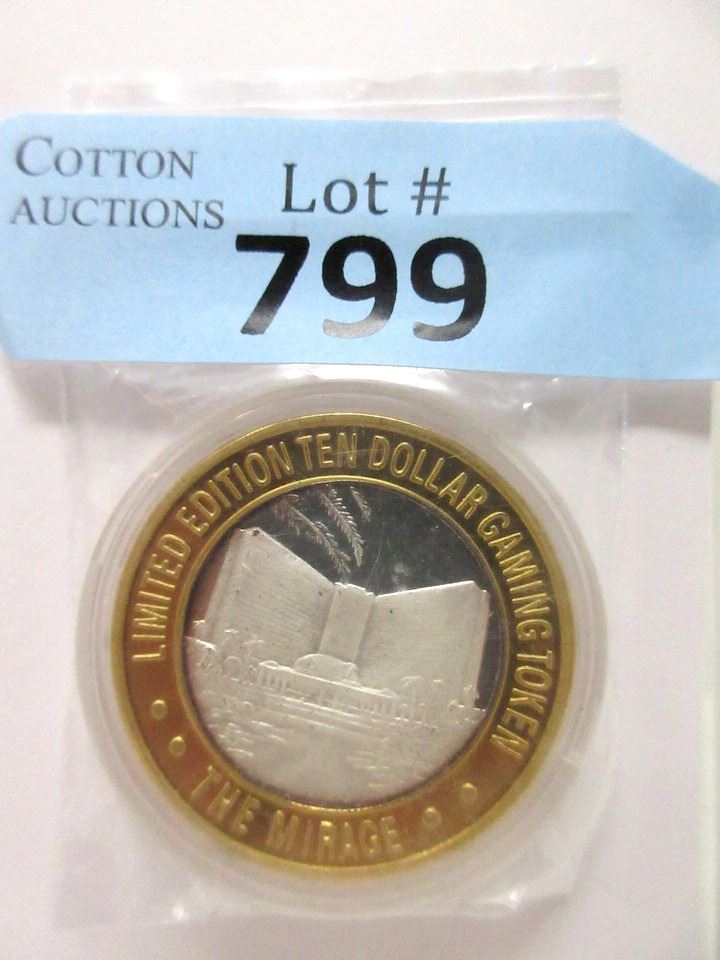 COTTON
AUCTIONS
Lot #
799
LIMITED EDITION TEN DOLLAR GAMING TOKEN
THE MIRAGE